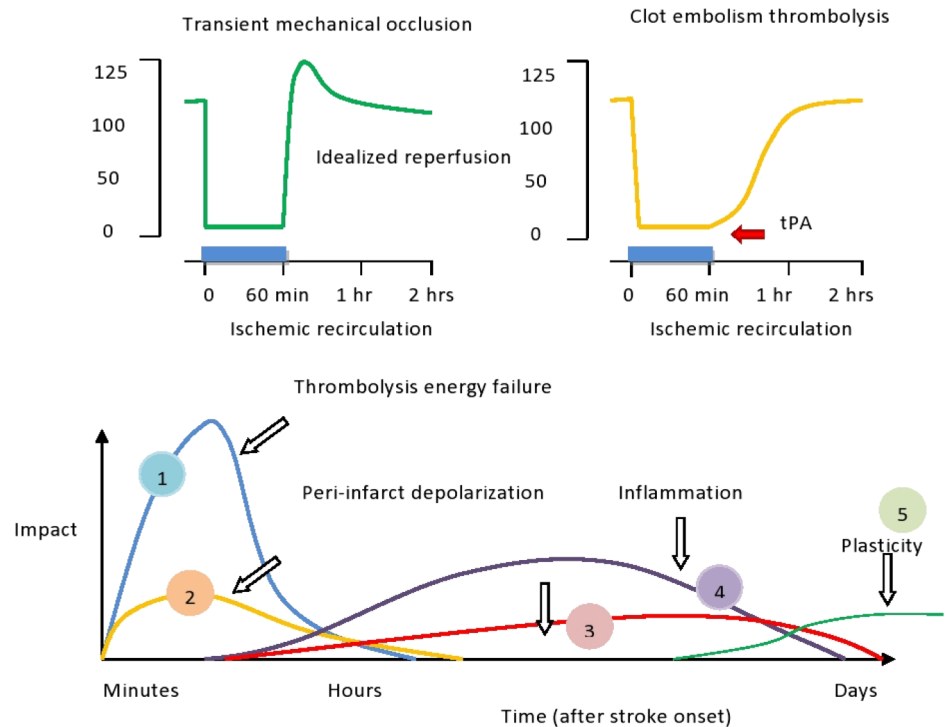 Transient mechanical occlusion
Clot embolism thrombolysis
125
100
50
0
Idealized reperfusion
0 60 min 1 hr 2 hrs
Ischemic recirculation
125
100
50
0
tPA
0 60 min 1 hr 2 hrs
Ischemic recirculation
Thrombolysis energy failure
Peri-infarct depolarization
Inflammation
Plasticity
Impact
1
2
3
4
5
Minutes Hours Days
Time (after stroke onset)